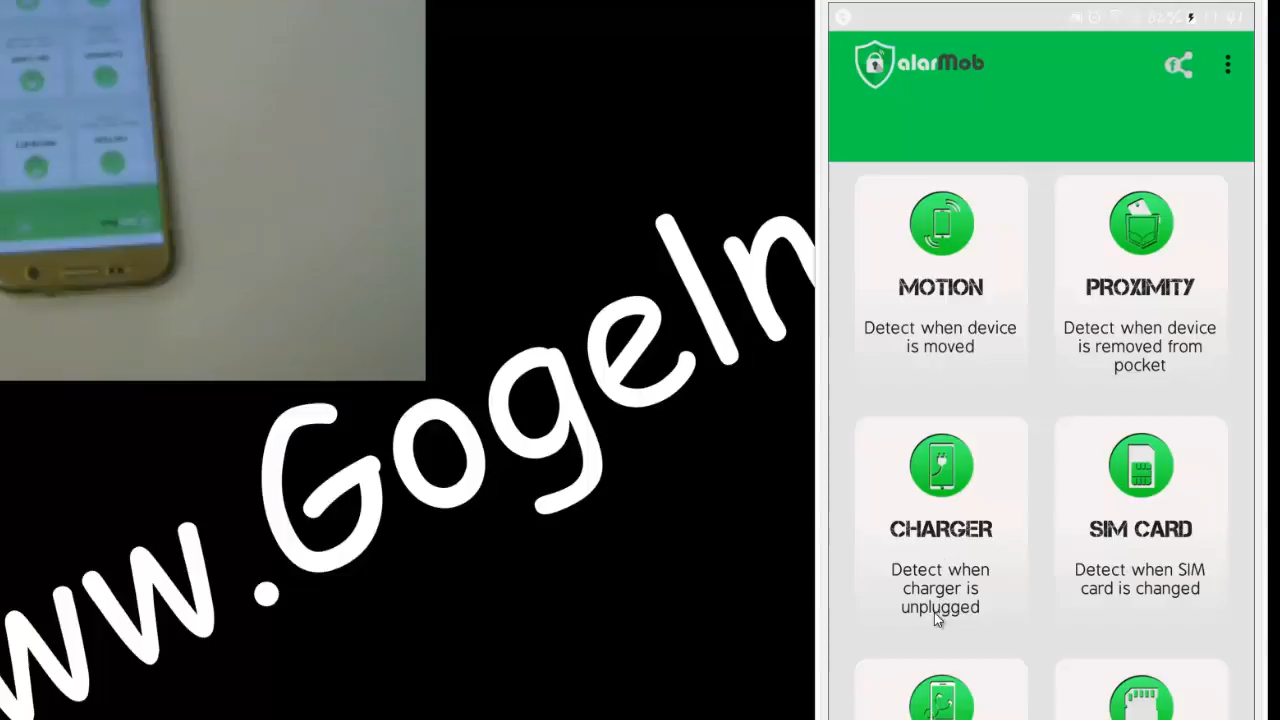 ww.Gogeln
alarMob
MOTION
Detect when device
is moved
PROXIMITY
Detect when device
is removed from
pocket
CHARGER
Detect when
charger is
unplugged
SIM CARD
Detect when SIM
card is changed